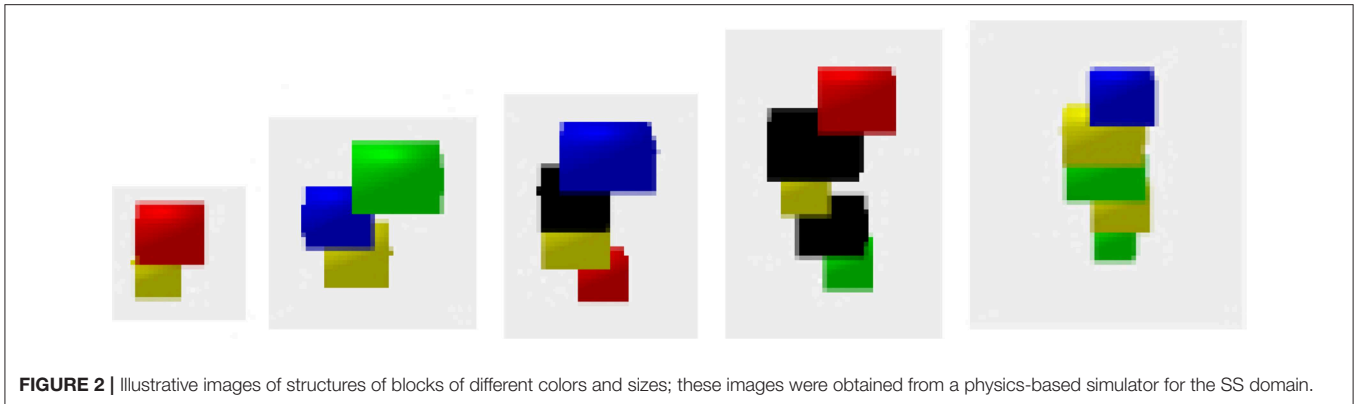 FIGURE 2 | Illustrative images of structures of blocks of different colors and sizes; these images were obtained from a physics-based simulator for the SS domain.